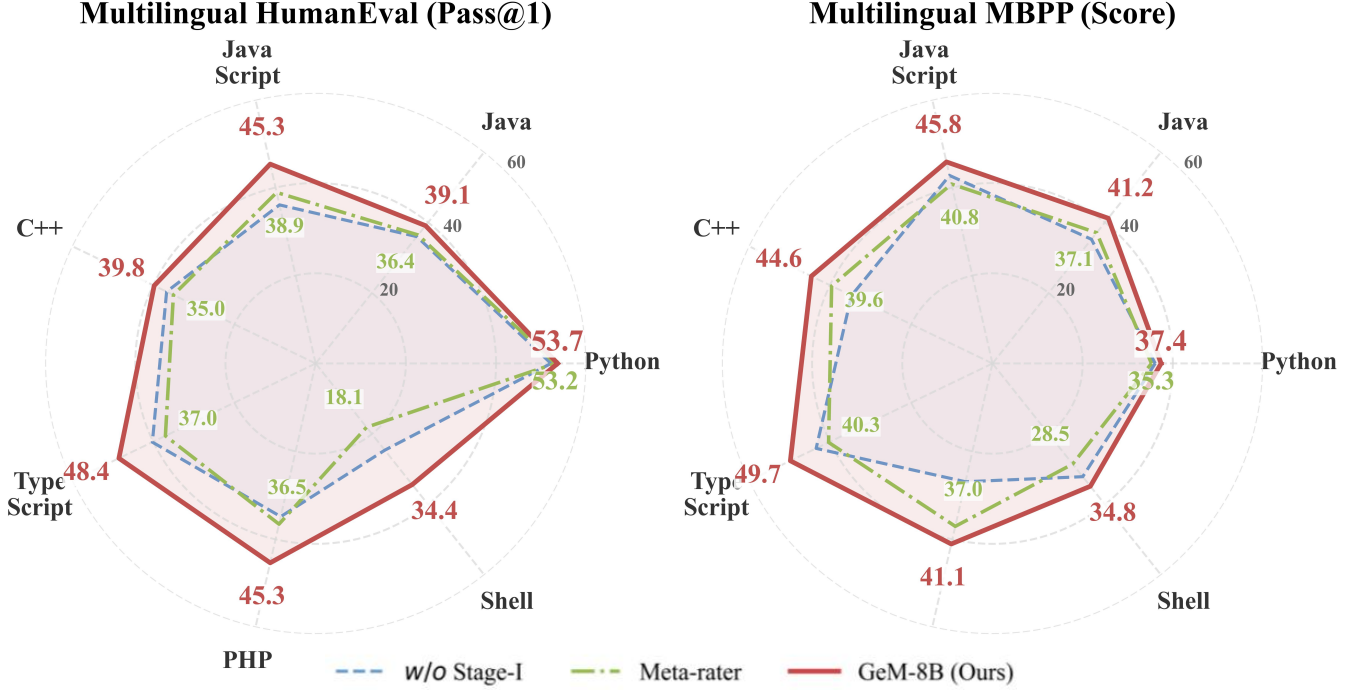 Multilingual HumanEval (Pass@1)
Java
Script
45.3
Java
60
39.1
40
38.9
36.4
20
C++
39.8
35.0
53.7
Python
53.2
18.1
37.0
48.4
Type
Script
36.5
34.4
45.3
Shell
PHP
Multilingual MBPP (Score)
Java
Script
45.8
Java
60
41.2
40
40.8
37.1
20
C++
44.6
39.6
37.4
Python
35.3
40.3
28.5
49.7
Type
Script
37.0
34.8
41.1
Shell
w/o Stage-I
Meta-rater
GeM-8B (Ours)